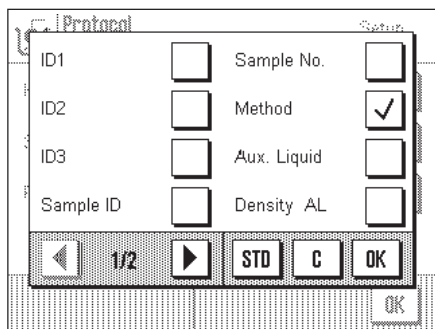 Protocol Setup
ID1 Sample No.
ID2 Method
ID3 Aux. Liquid
Sample ID Density AL
1/2 STD C OK
OK